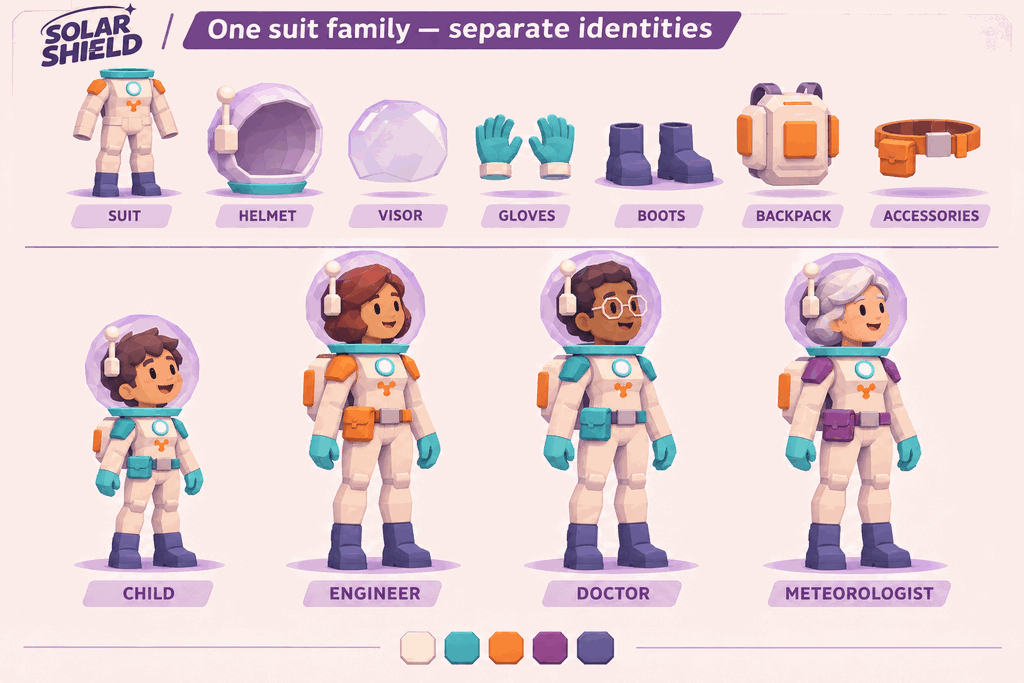 SOLAR
SHIELD
One suit family — separate identities
SUIT
HELMET
VISOR
GLOVES
BOOTS
BACKPACK
ACCESSORIES
CHILD
ENGINEER
DOCTOR
METEOROLOGIST